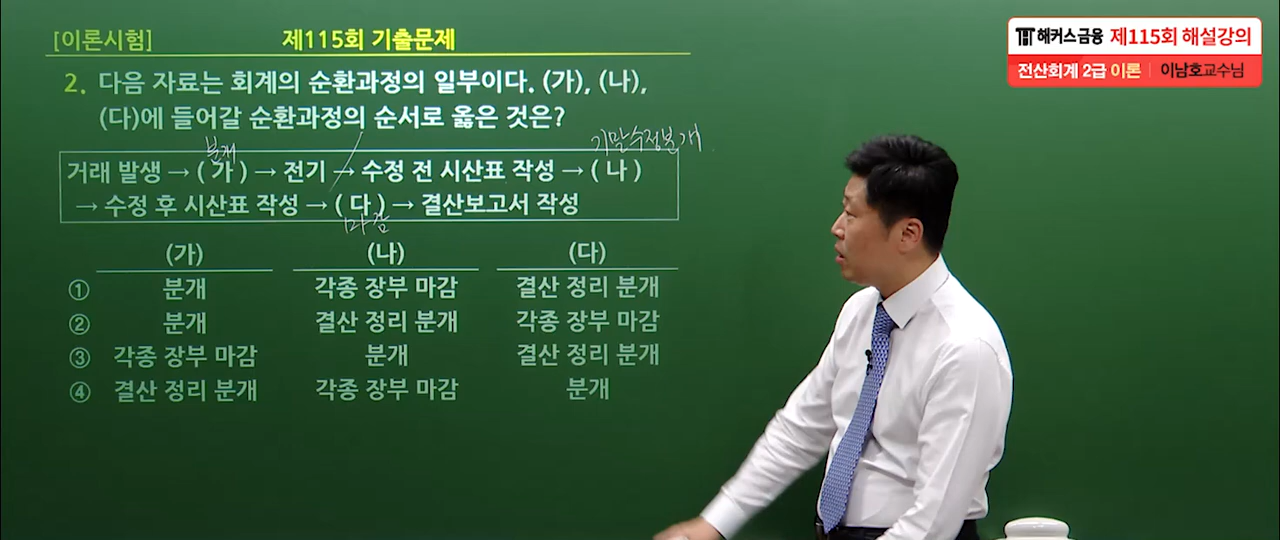 [이론시험] 제115회 기출문제
해커스금융 제115회 해설강의
전산회계 2급 이론 이남호교수님
2. 다음 자료는 회계의 순환과정의 일부이다. (가), (나),
(다)에 들어갈 순환과정의 순서로 옳은 것은?
분개 기말수정분개
거래 발생 → ( 가 ) → 전기 → 수정 전 시산표 작성 → ( 나 )
→ 수정 후 시산표 작성 → ( 다 ) → 결산보고서 작성
마감
(가) (나) (다)
① 분개 각종 장부 마감 결산 정리 분개
② 분개 결산 정리 분개 각종 장부 마감
③ 각종 장부 마감 분개 결산 정리 분개
④ 결산 정리 분개 각종 장부 마감 분개